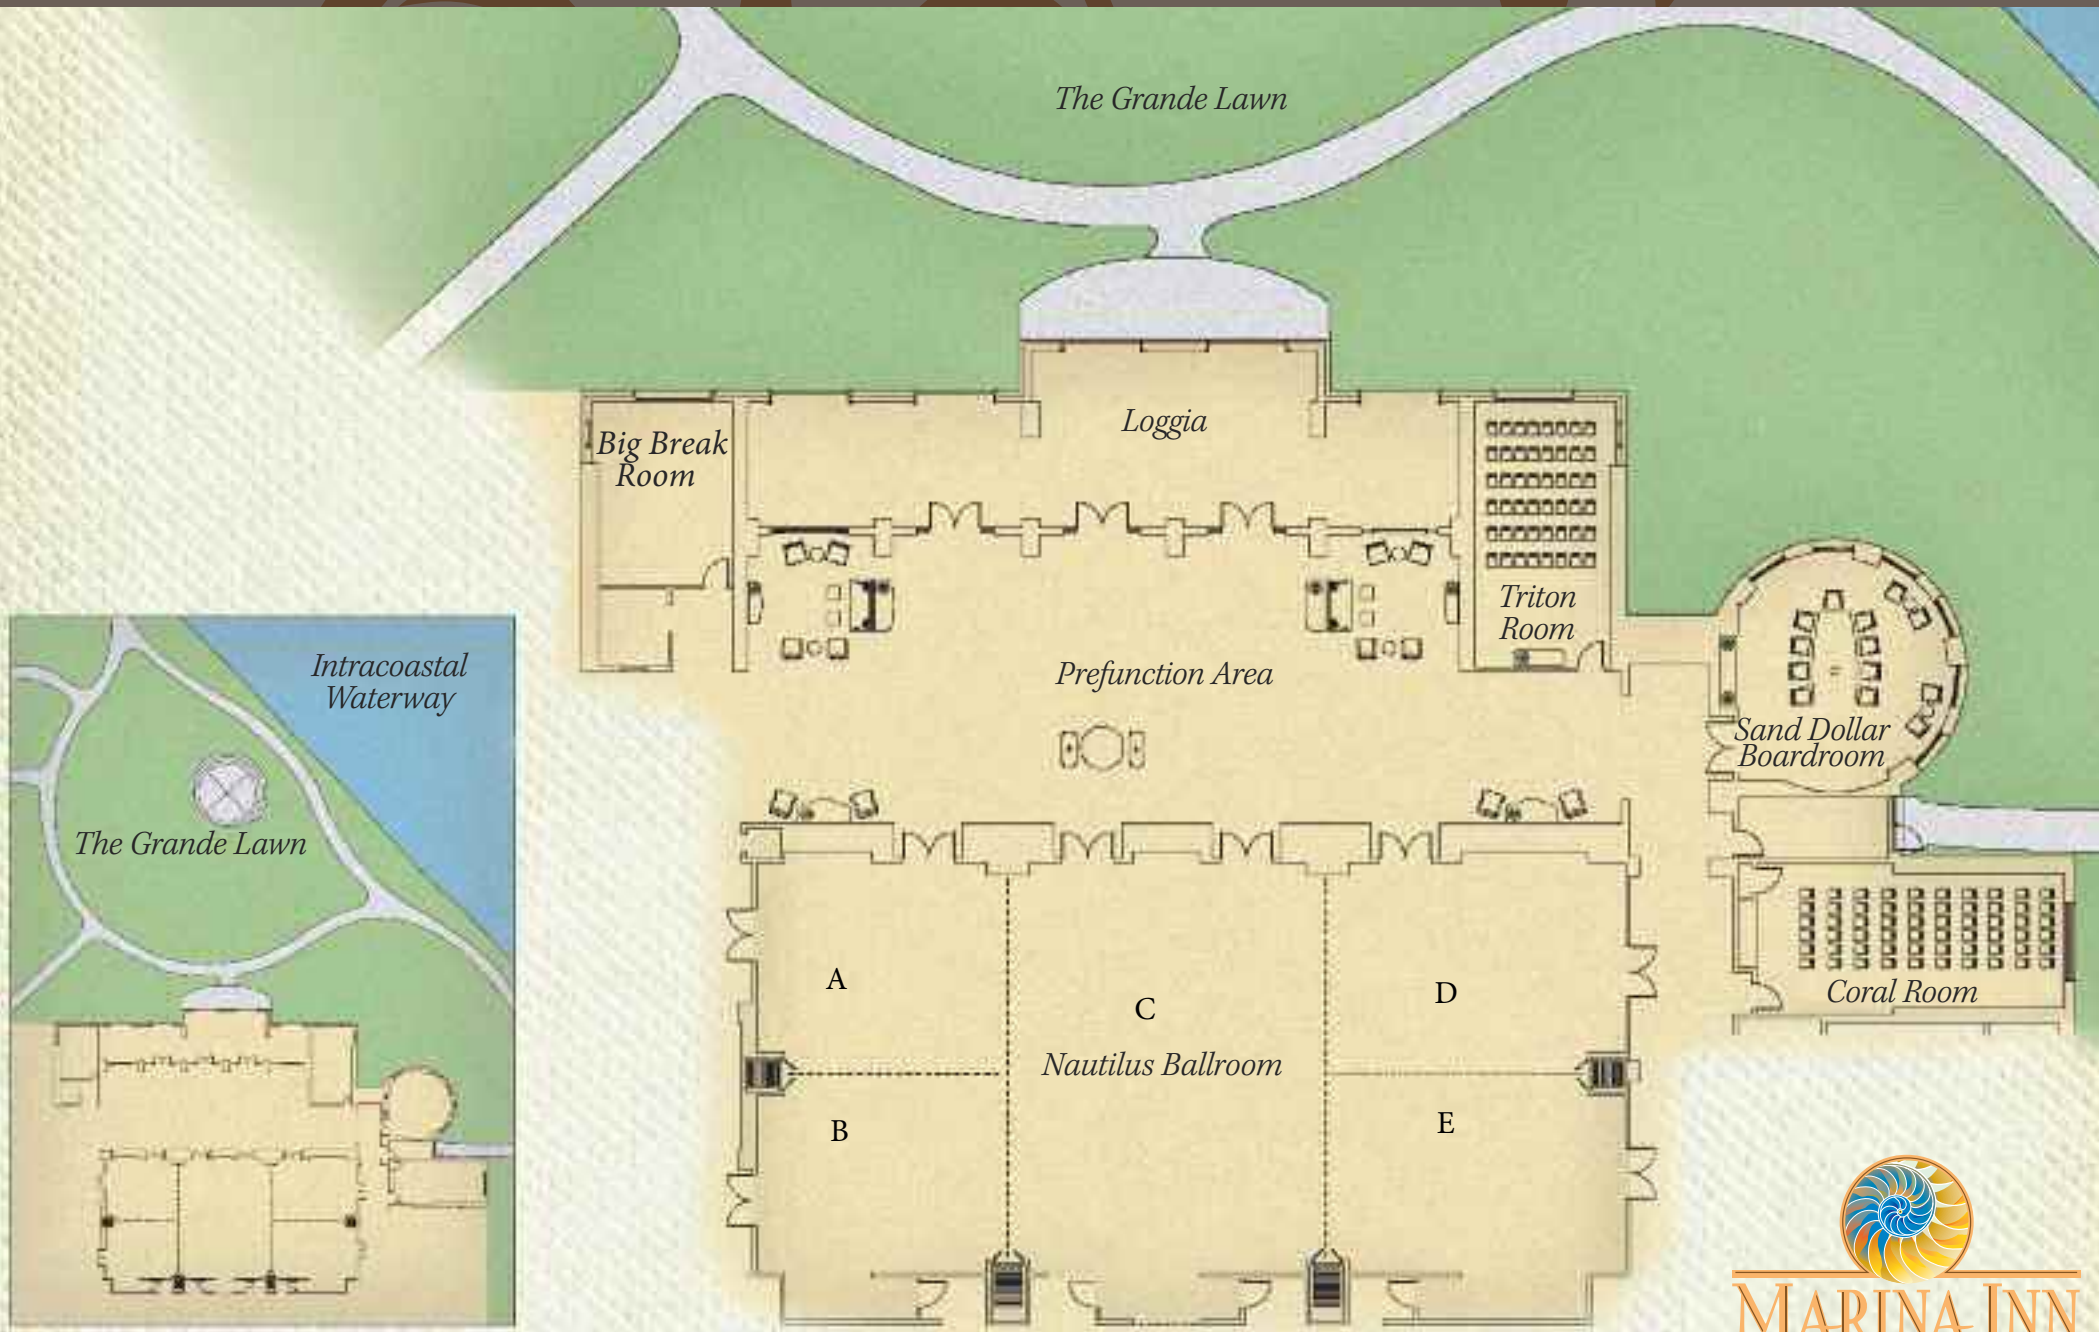 The Grande Lawn
Loggia
Big Break
Room
Triton
Room
Prefunction Area
Sand Dollar
Boardroom
Intracoastal
Waterway
The Grande Lawn
A
B
C
Nautilus Ballroom
D
E
Coral Room
MARINA INN